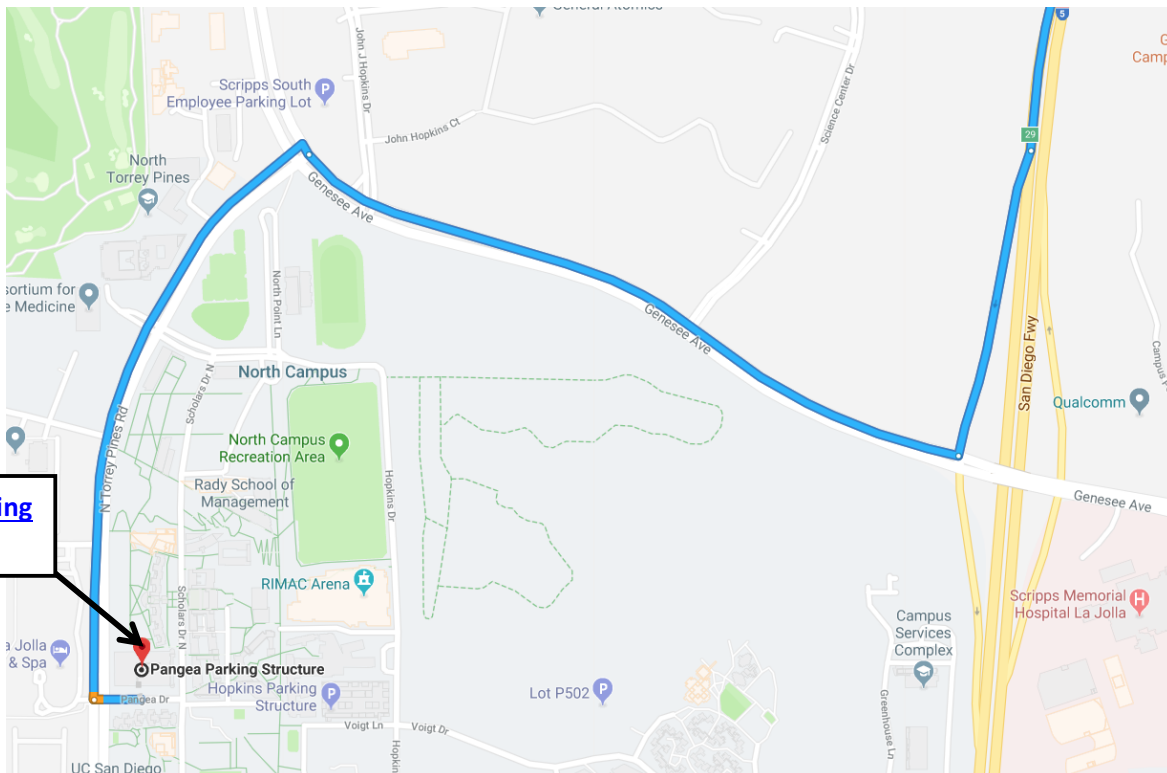 General Atomics
5
G
Camp
John J Hopkins Dr
Scripps South
Employee Parking Lot
P
Science Center Dr
John Hopkins Ct
29
North
Torrey Pines
Genesee Ave
sortium for
e Medicine
North Point Ln
Genesee Ave
San Diego Fwy
Campus P
North Campus
Scholars Dr N
Qualcomm
N Torrey Pines Rd
North Campus
Recreation Area
Rady School of
Management
Hopkins Dr
Genesee Ave
ing
RIMAC Arena
Scholars Dr N
Scripps Memorial
Hospital La Jolla
H
Campus
Services
Complex
a Jolla
& Spa
Pangea Parking Structure
Hopkins Parking
Structure
P
Lot P502
P
Pangea Dr
Greenhouse Ln
Voigt Ln
Voigt Dr
Hopkin
UC San Diego